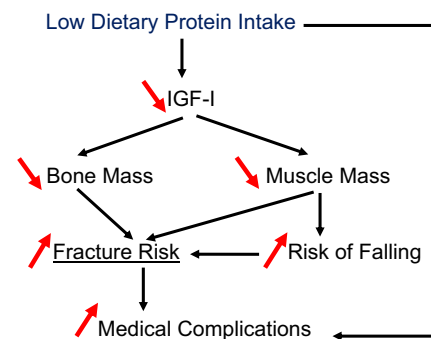 Low Dietary Protein Intake
IGF-I
Bone Mass Muscle Mass
Fracture Risk Risk of Falling
Medical Complications